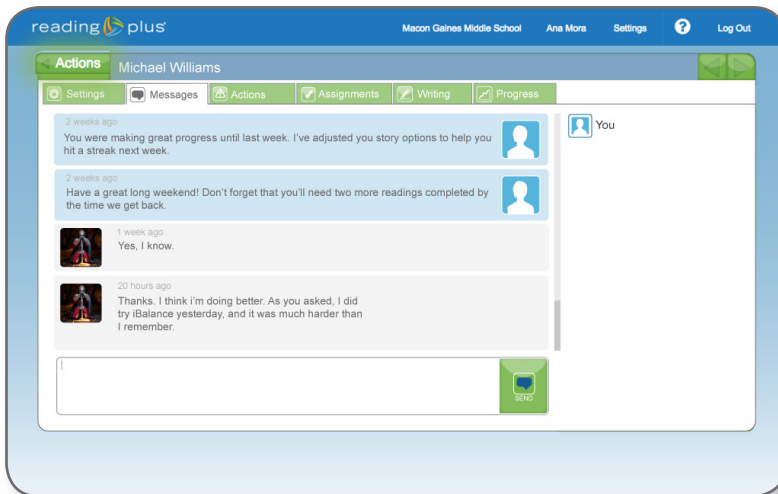 reading plus
Macon Gaines Middle School Ana Mora Settings ? Log Out
Actions Michael Williams
Settings Messages Actions Assignments Writing Progress
2 weeks ago
You were making great progress until last week. I've adjusted you story options to help you
hit a streak next week.
You
2 weeks ago
Have a great long weekend! Don't forget that you'll need two more readings completed by
the time we get back.
1 week ago
Yes, I know.
20 hours ago
Thanks. I think i'm doing better. As you asked, I did
try iBalance yesterday, and it was much harder than
I remember.
SEND